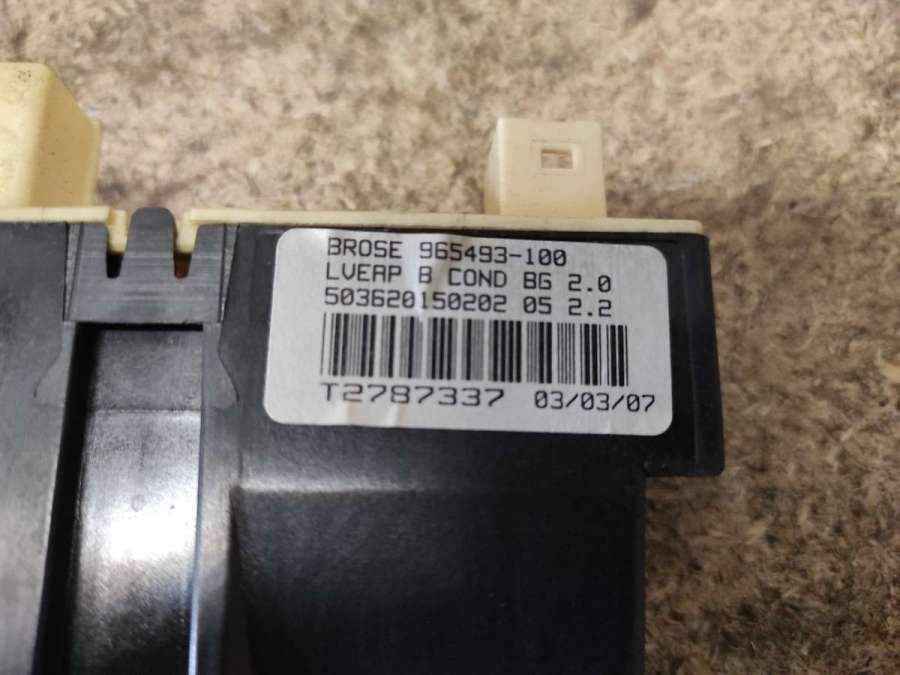 BROSE 965493-100
LVEAP B COND BG 2.0
503620150202 05 2.2
T2787337 03/03/07